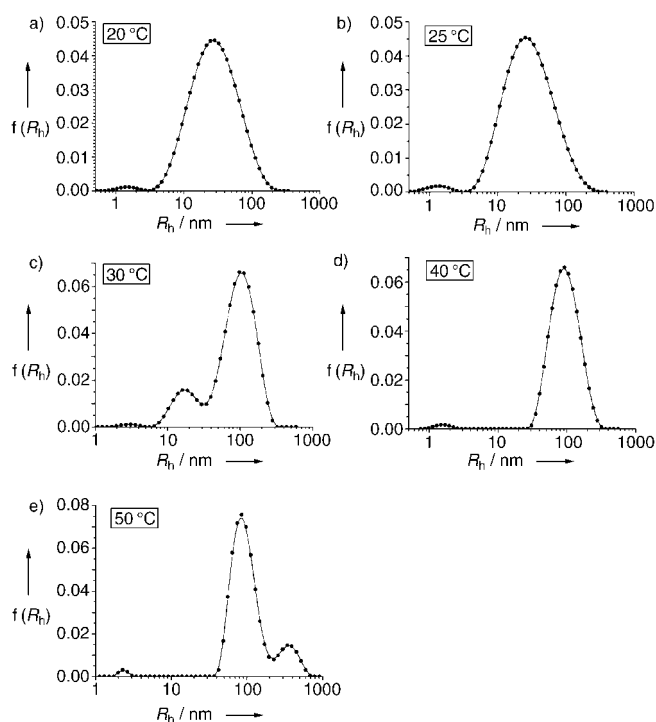 a)
20 °C
0.05
0.04
0.03
f (Rh)
0.02
0.01
0.00
1
10
100
1000
Rh / nm
b)
25 °C
0.05
0.04
0.03
f (Rh)
0.02
0.01
0.00
1
10
100
1000
Rh / nm
c)
30 °C
0.06
0.04
f (Rh)
0.02
0.00
1
10
100
1000
Rh / nm
d)
40 °C
0.06
0.04
f (Rh)
0.02
0.00
1
10
100
1000
Rh / nm
e)
50 °C
0.08
0.06
0.04
f (Rh)
0.02
0.00
1
10
100
1000
Rh / nm